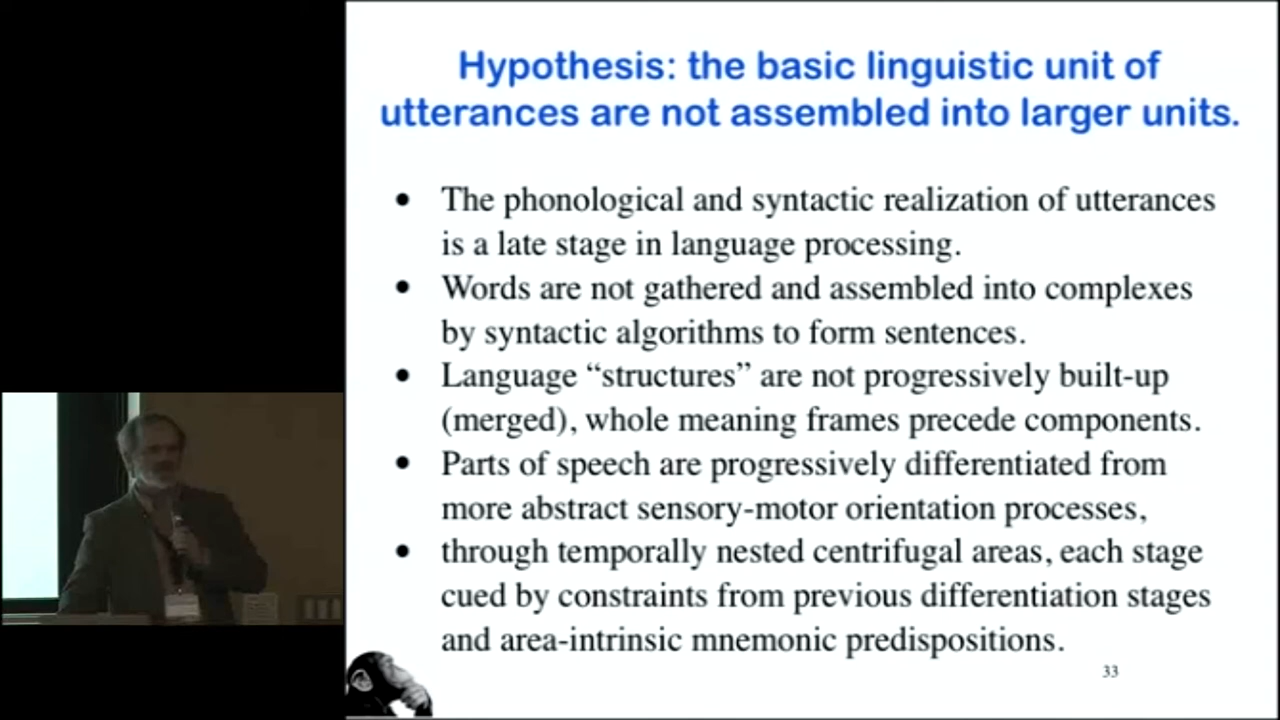 Hypothesis: the basic linguistic unit of
utterances are not assembled into larger units.
• The phonological and syntactic realization of utterances
is a late stage in language processing.
• Words are not gathered and assembled into complexes
by syntactic algorithms to form sentences.
• Language “structures” are not progressively built-up
(merged), whole meaning frames precede components.
• Parts of speech are progressively differentiated from
more abstract sensory-motor orientation processes,
• through temporally nested centrifugal areas, each stage
cued by constraints from previous differentiation stages
and area-intrinsic mnemonic predispositions.
33